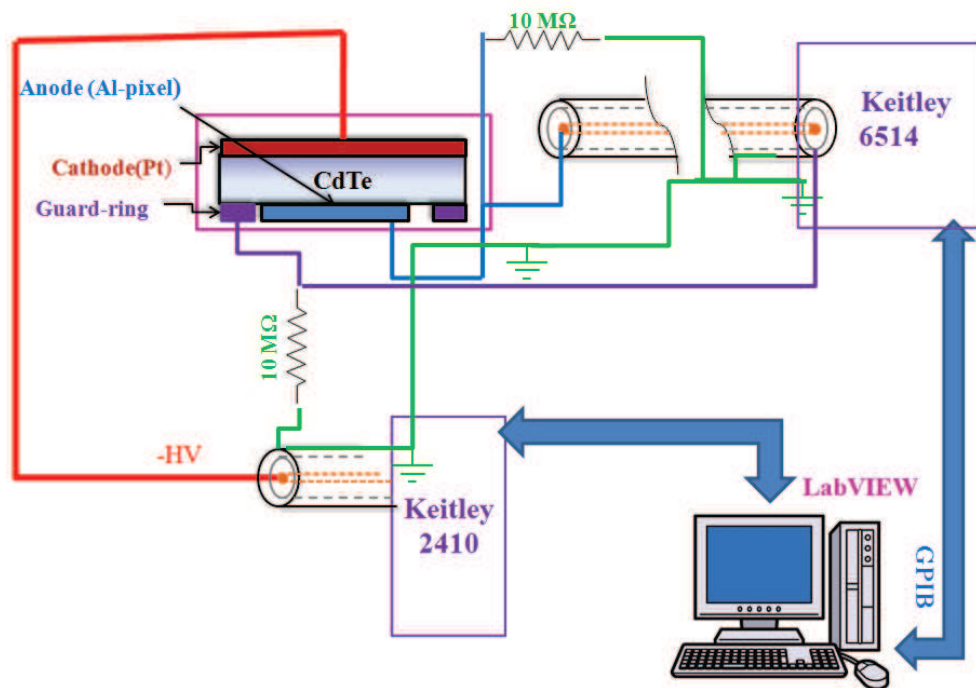 10 MΩ
Anode (Al-pixel)
Keitley
6514
Cathode(Pt)
CdTe
Guard-ring
10 MΩ
-HV
Keitley
2410
LabVIEW
GPIB